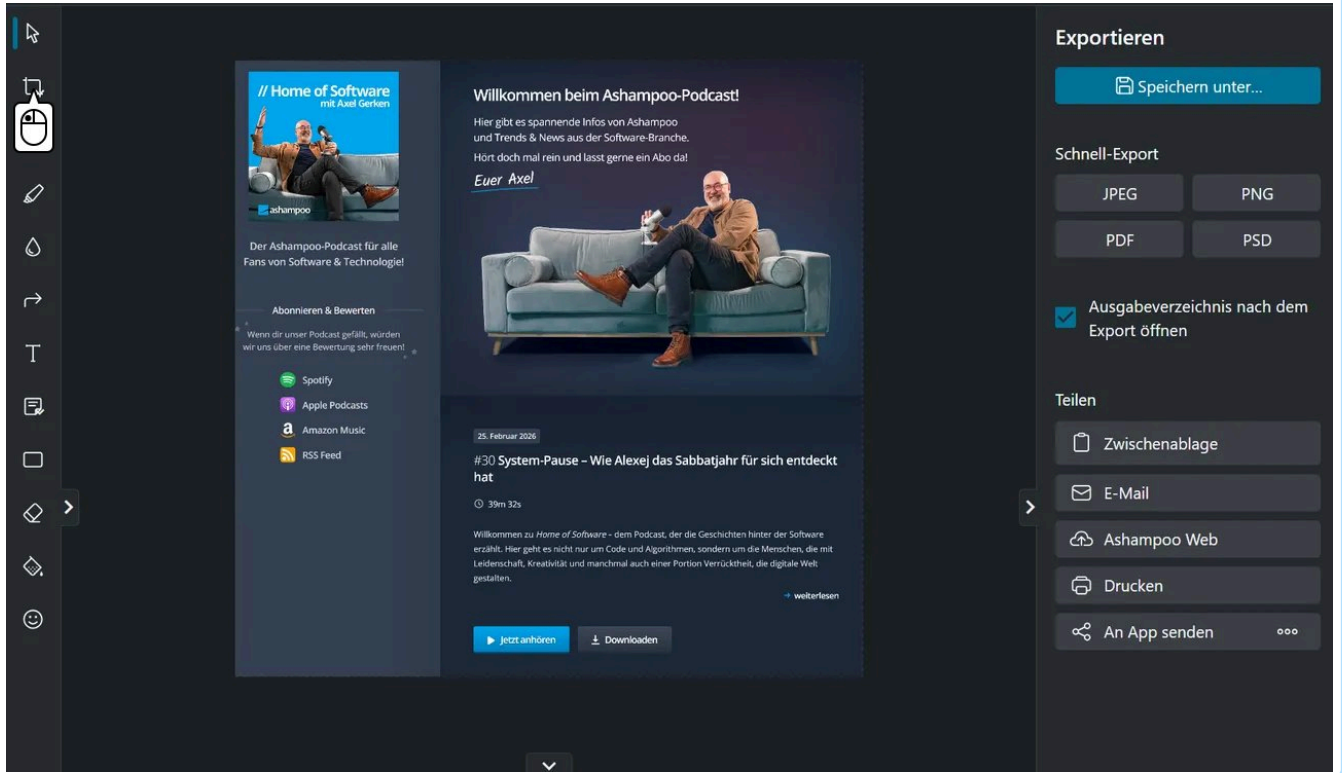 // Home of Software
mit Axel Gerken
ashampoo
Der Ashampoo-Podcast für alle
Fans von Software & Technologie!
Abonnieren & Bewerten
Wenn dir unser Podcast gefällt, würden
wir uns über eine Bewertung sehr freuen!
Spotify
Apple Podcasts
Amazon Music
RSS Feed
Willkommen beim Ashampoo-Podcast!
Hier gibt es spannende Infos von Ashampoo
und Trends & News aus der Software-Branche.
Hört doch mal rein und lasst gerne ein Abo da!
Euer Axel
25. Februar 2026
#30 System-Pause – Wie Alexej das Sabbatjahr für sich entdeckt
hat
39m 32s
Willkommen zu Home of Software – dem Podcast, der die Geschichten hinter der Software
erzählt. Hier geht es nicht nur um Code und Algorithmen, sondern um die Menschen, die mit
Leidenschaft, Kreativität und manchmal auch einer Portion Verrücktheit, die digitale Welt
gestalten.
weiterlesen
Jetzt anhören
Downloaden
Exportieren
Speichern unter...
Schnell-Export
JPEG
PNG
PDF
PSD
Ausgabeverzeichnis nach dem
Export öffnen
Teilen
Zwischenablage
E-Mail
Ashampoo Web
Drucken
An App senden